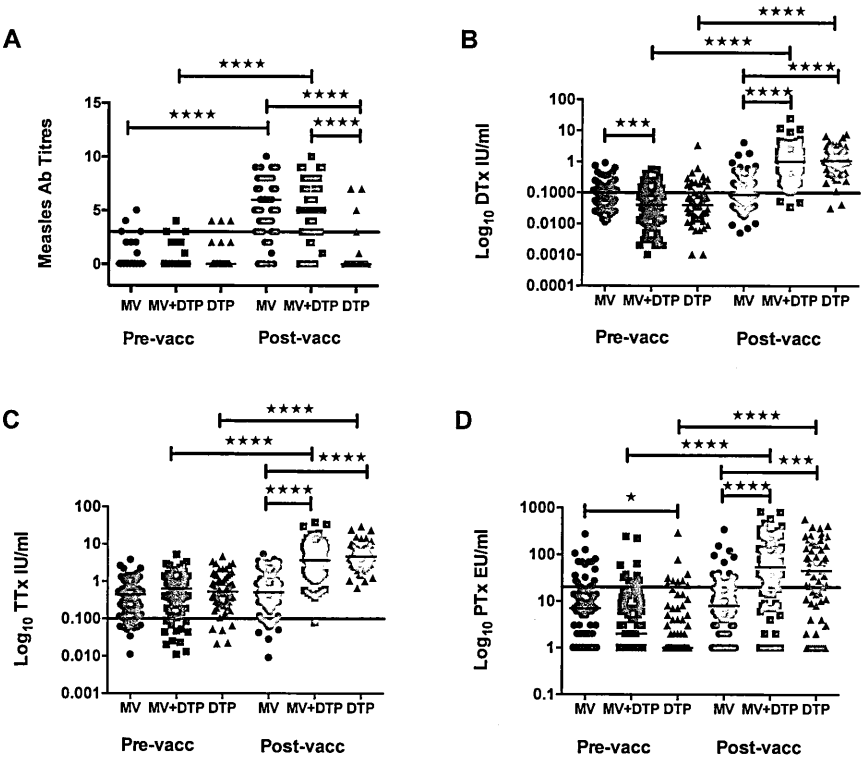 A
★★★★
★★★★
★★★★
★★★★
Measles Ab Titres
15
10
5
0
MV MV+DTP DTP MV MV+DTP DTP
Pre-vacc Post-vacc
B
★★★★
★★★★
★★★★
★★★★
★★★
Log10 DTx IU/ml
100
10
1
0.1000
0.0100
0.0010
0.0001
MV MV+DTP DTP MV MV+DTP DTP
Pre-vacc Post-vacc
C
★★★★
★★★★
★★★★
★★★★
Log10 TTx IU/ml
100
10
1
0.100
0.010
0.001
MV MV+DTP DTP MV MV+DTP DTP
Pre-vacc Post-vacc
D
★★★★
★★★★
★★★
★★★★
★
Log10 PTx EU/ml
1000
100
10
1
0.1
MV MV+DTP DTP MV MV+DTP DTP
Pre-vacc Post-vacc